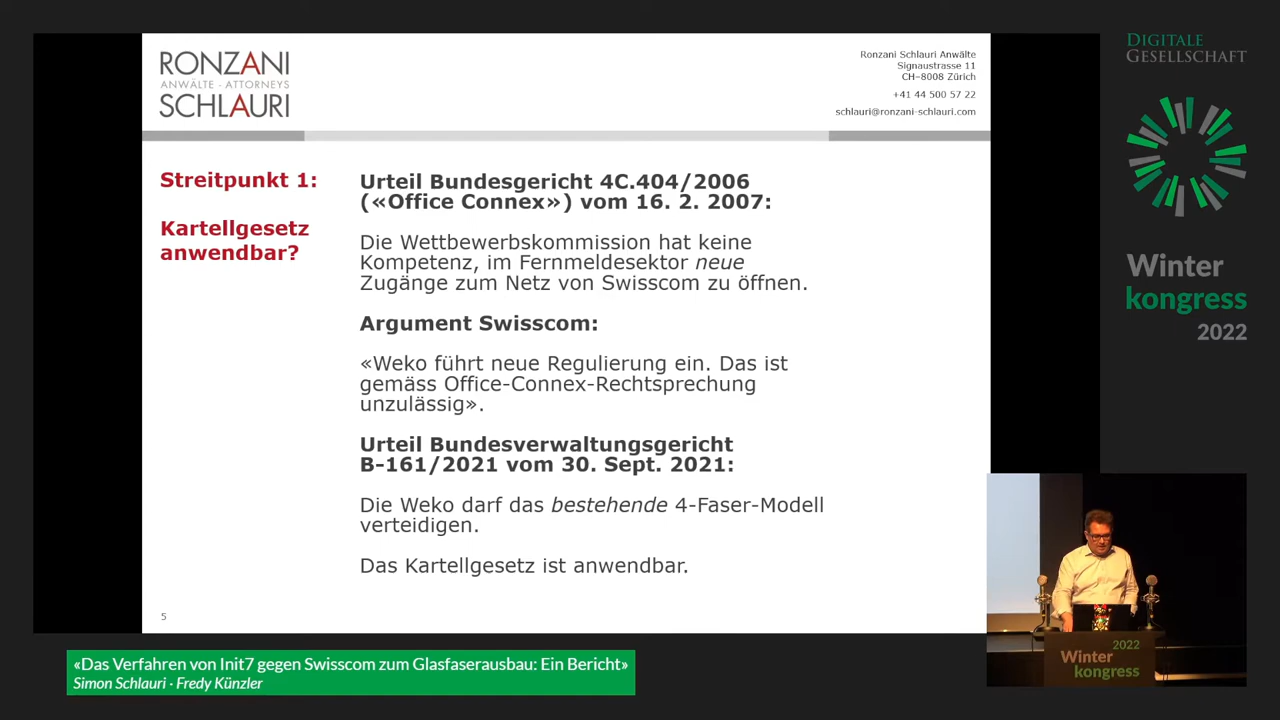 RONZANI
ANWÄLTE · ATTORNEYS
SCHLAURI
Ronzani Schlauri Anwälte
Signaustrasse 11
CH–8008 Zürich
+41 44 500 57 22
schlauri@ronzani-schlauri.com
Streitpunkt 1:
Kartellgesetz
anwendbar?
Urteil Bundesgericht 4C.404/2006
(«Office Connex») vom 16. 2. 2007:
Die Wettbewerbskommission hat keine
Kompetenz, im Fernmeldesektor neue
Zugänge zum Netz von Swisscom zu öffnen.
Argument Swisscom:
«Weko führt neue Regulierung ein. Das ist
gemäss Office-Connex-Rechtsprechung
unzulässig».
Urteil Bundesverwaltungsgericht
B-161/2021 vom 30. Sept. 2021:
Die Weko darf das bestehende 4-Faser-Modell
verteidigen.
Das Kartellgesetz ist anwendbar.
5
DIGITALE
GESELLSCHAFT
Winter
kongress
2022
2022
Winter
kongress
«Das Verfahren von Init7 gegen Swisscom zum Glasfaserausbau: Ein Bericht»
Simon Schlauri · Fredy Künzler